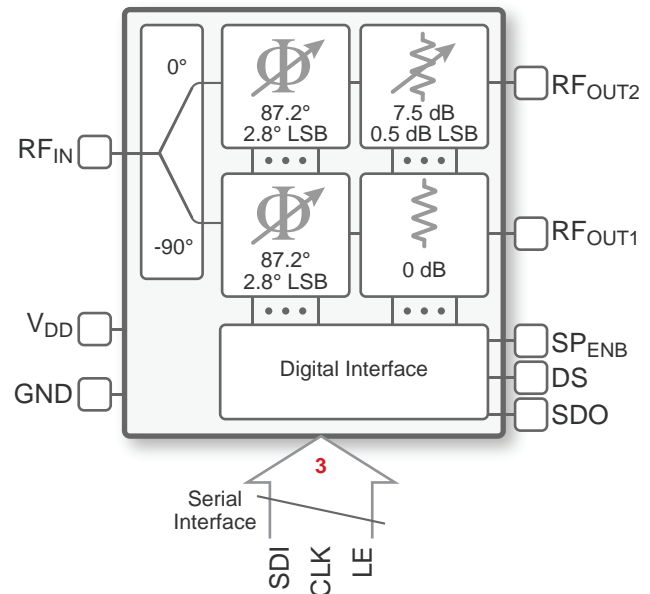 0°
Φ
87.2°
2.8° LSB
7.5 dB
0.5 dB LSB
RFOUT2
RFIN
-90°
Φ
87.2°
2.8° LSB
0 dB
RFOUT1
VDD
GND
Digital Interface
SPENB
DS
SDO
3
Serial
Interface
SDI
CLK
LE